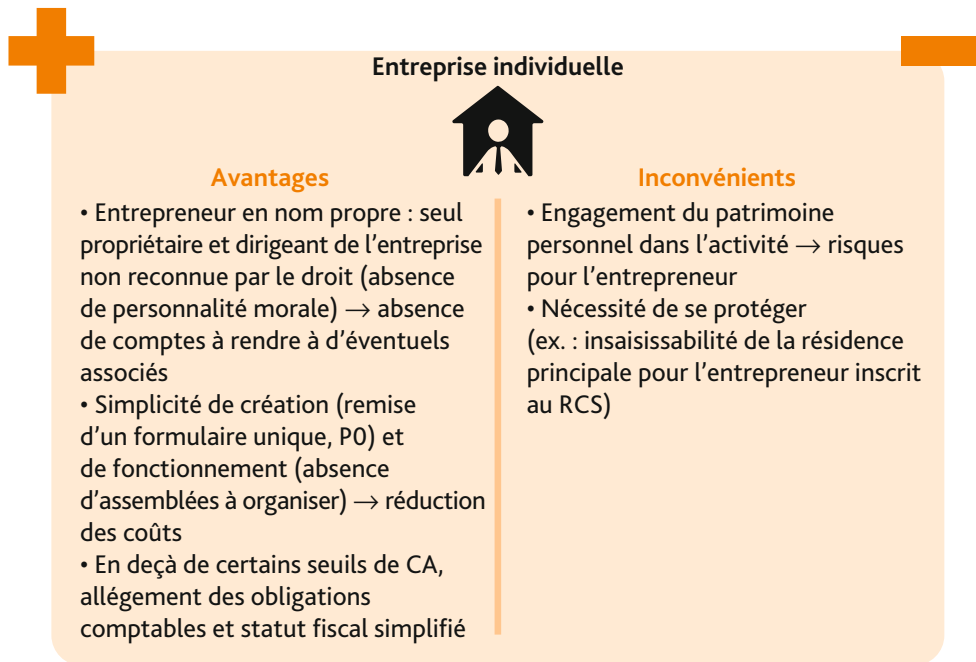 Entreprise individuelle
Avantages
• Entrepreneur en nom propre : seul
propriétaire et dirigeant de l'entreprise
non reconnue par le droit (absence
de personnalité morale) → absence
de comptes à rendre à d'éventuels
associés
• Simplicité de création (remise
d'un formulaire unique, P0) et
de fonctionnement (absence
d'assemblées à organiser) → réduction
des coûts
• En deçà de certains seuils de CA,
allégement des obligations
comptables et statut fiscal simplifié
Inconvénients
• Engagement du patrimoine
personnel dans l'activité → risques
pour l'entrepreneur
• Nécessité de se protéger
(ex. : insaisissabilité de la résidence
principale pour l'entrepreneur inscrit
au RCS)